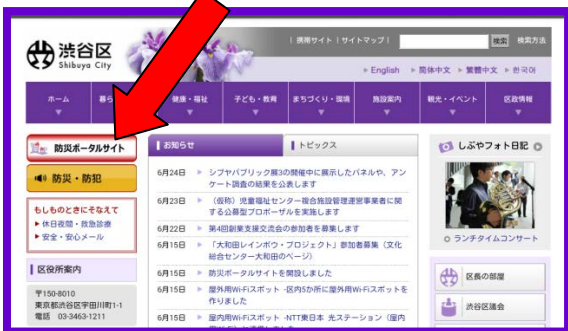 渋谷区
Shibuya City
| 携帯サイト | サイトマップ |
検索 検索方法
English 简体中文 繁體中文 한국어
ホーム
健康・福祉
子ども・教育
まちづくり・環境
施設案内
観光・イベント
区政情報
防災ポータルサイト
防災・防犯
もしものときにそなえて
休日夜間・救急診療
安全・安心メール
区役所案内
〒150-8010
東京都渋谷区宇田川町1-1
電話 03-3463-1211
お知らせ
トピックス
6月24日 シブヤパブリック展3の開催中に展示したパネルや、アン
ケート調査の結果を公表します
6月23日 (仮称)児童福祉センター複合施設管理運営事業者に関
する公募型プロポーザルを実施します
6月22日 第4回創業支援交流会の参加者を募集します
6月15日 「大和田レインボウ・プロジェクト」参加者募集(文化
総合センター大和田のページ)
6月15日 防災ポータルサイトを開設しました
6月15日 屋外用Wi-Fiスポット -区内5か所に屋外用Wi-Fiスポットを
作りました
6月15日 屋内用Wi-Fiスポット -NTT東日本 光ステーション(屋内
しぶやフォト日記
ランチタイムコンサート
区長の部屋
渋谷区議会